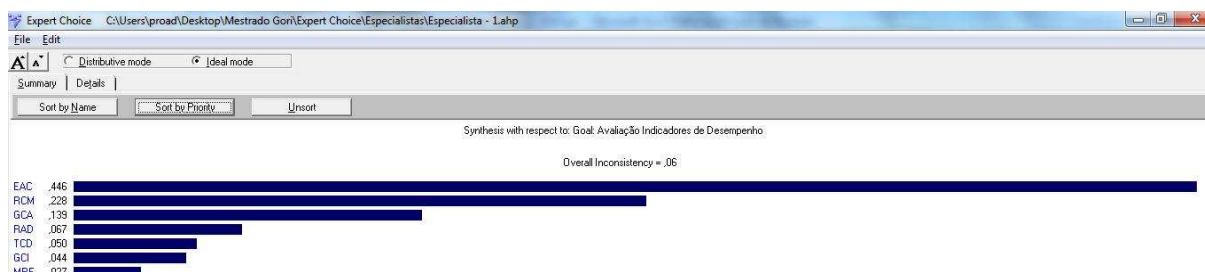 Expert Choice C:\Users\proad\Desktop\Mestrado Gori\Expert Choice\Especialistas\Especialista - 1.ahp
File Edit
A A Distributive mode Ideal mode
Summary Details
Sort by Name Sort by Priority Unsort
Synthesis with respect to: Goal: Avaliação Indicadores de Desempenho
Overall Inconsistency = ,06
EAC ,446
RCM ,228
GCA ,139
RAD ,067
TCD ,050
GCI ,044
,027